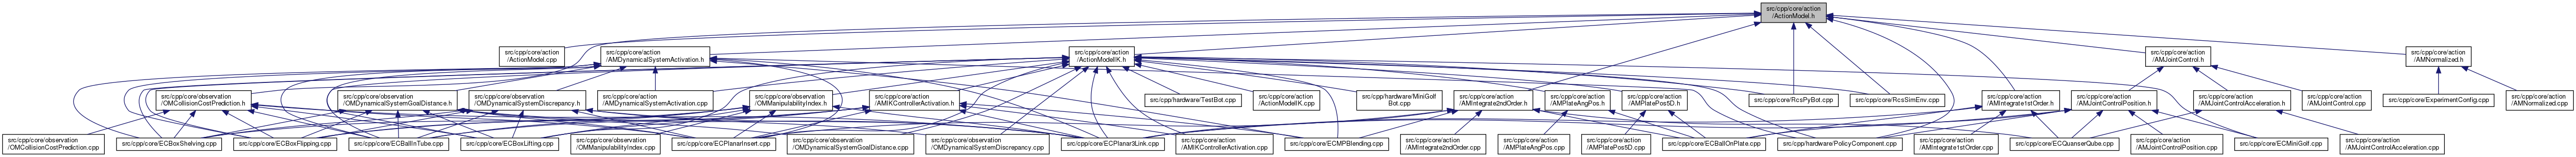 src/cpp/core/action
/ActionModel.h
src/cpp/core/action
/ActionModel.cpp
src/cpp/core/action
/AMDynamicalSystemActivation.h
src/cpp/core/action
/ActionModelIK.h
src/cpp/core/action
/AMJointControl.h
src/cpp/core/action
/AMNormalized.h
src/cpp/core/observation
/OMCollisionCostPrediction.h
src/cpp/core/observation
/OMDynamicalSystemGoalDistance.h
src/cpp/core/observation
/OMDynamicalSystemDiscrepancy.h
src/cpp/core/action
/AMDynamicalSystemActivation.cpp
src/cpp/core/observation
/OMManipulabilityIndex.h
src/cpp/core/action
/AMIKControllerActivation.h
src/cpp/hardware/TestBot.cpp
src/cpp/core/action
/ActionModelIK.cpp
src/cpp/hardware/MiniGolf
Bot.cpp
src/cpp/core/action
/AMIntegrate2ndOrder.h
src/cpp/core/action
/AMPlateAngPos.h
src/cpp/core/action
/AMPlatePos5D.h
src/cpp/core/RcsPyBot.cpp
src/cpp/core/RcsSimEnv.cpp
src/cpp/core/action
/AMIntegrate1stOrder.h
src/cpp/core/action
/AMJointControlPosition.h
src/cpp/core/action
/AMJointControlAcceleration.h
src/cpp/core/action
/AMJointControl.cpp
src/cpp/core/ExperimentConfig.cpp
src/cpp/core/action
/AMNormalized.cpp
src/cpp/core/observation
/OMCollisionCostPrediction.cpp
src/cpp/core/ECBoxShelving.cpp
src/cpp/core/ECBoxFlipping.cpp
src/cpp/core/ECBallInTube.cpp
src/cpp/core/ECBoxLifting.cpp
src/cpp/core/observation
/OMManipulabilityIndex.cpp
src/cpp/core/ECPlanarInsert.cpp
src/cpp/core/observation
/OMDynamicalSystemGoalDistance.cpp
src/cpp/core/observation
/OMDynamicalSystemDiscrepancy.cpp
src/cpp/core/ECPlanar3Link.cpp
src/cpp/core/action
/AMIKControllerActivation.cpp
src/cpp/core/ECMPBlending.cpp
src/cpp/core/action
/AMIntegrate2ndOrder.cpp
src/cpp/core/action
/AMPlateAngPos.cpp
src/cpp/core/action
/AMPlatePos5D.cpp
src/cpp/core/ECBallOnPlate.cpp
src/cpp/hardware/PolicyComponent.cpp
src/cpp/core/action
/AMIntegrate1stOrder.cpp
src/cpp/core/ECQuanserQube.cpp
src/cpp/core/action
/AMJointControlPosition.cpp
src/cpp/core/ECMiniGolf.cpp
src/cpp/core/action
/AMJointControlAcceleration.cpp